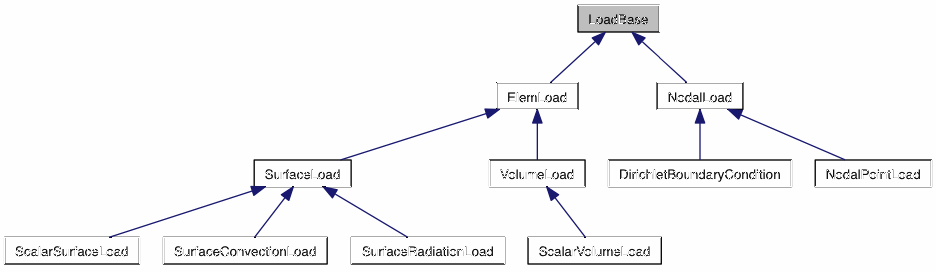 LoadBase
ElemLoad
NodalLoad
SurfaceLoad
VolumeLoad
DirichletBoundaryCondition
NodalPointLoad
ScalarSurfaceLoad
SurfaceConvectionLoad
SurfaceRadiationLoad
ScalarVolumeLoad